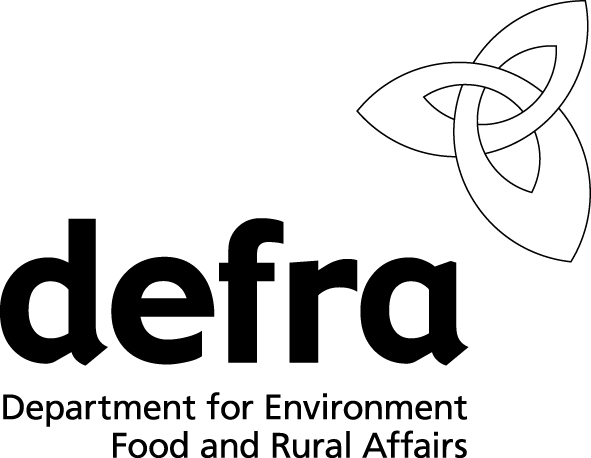 defra
Department for Environment
Food and Rural Affairs